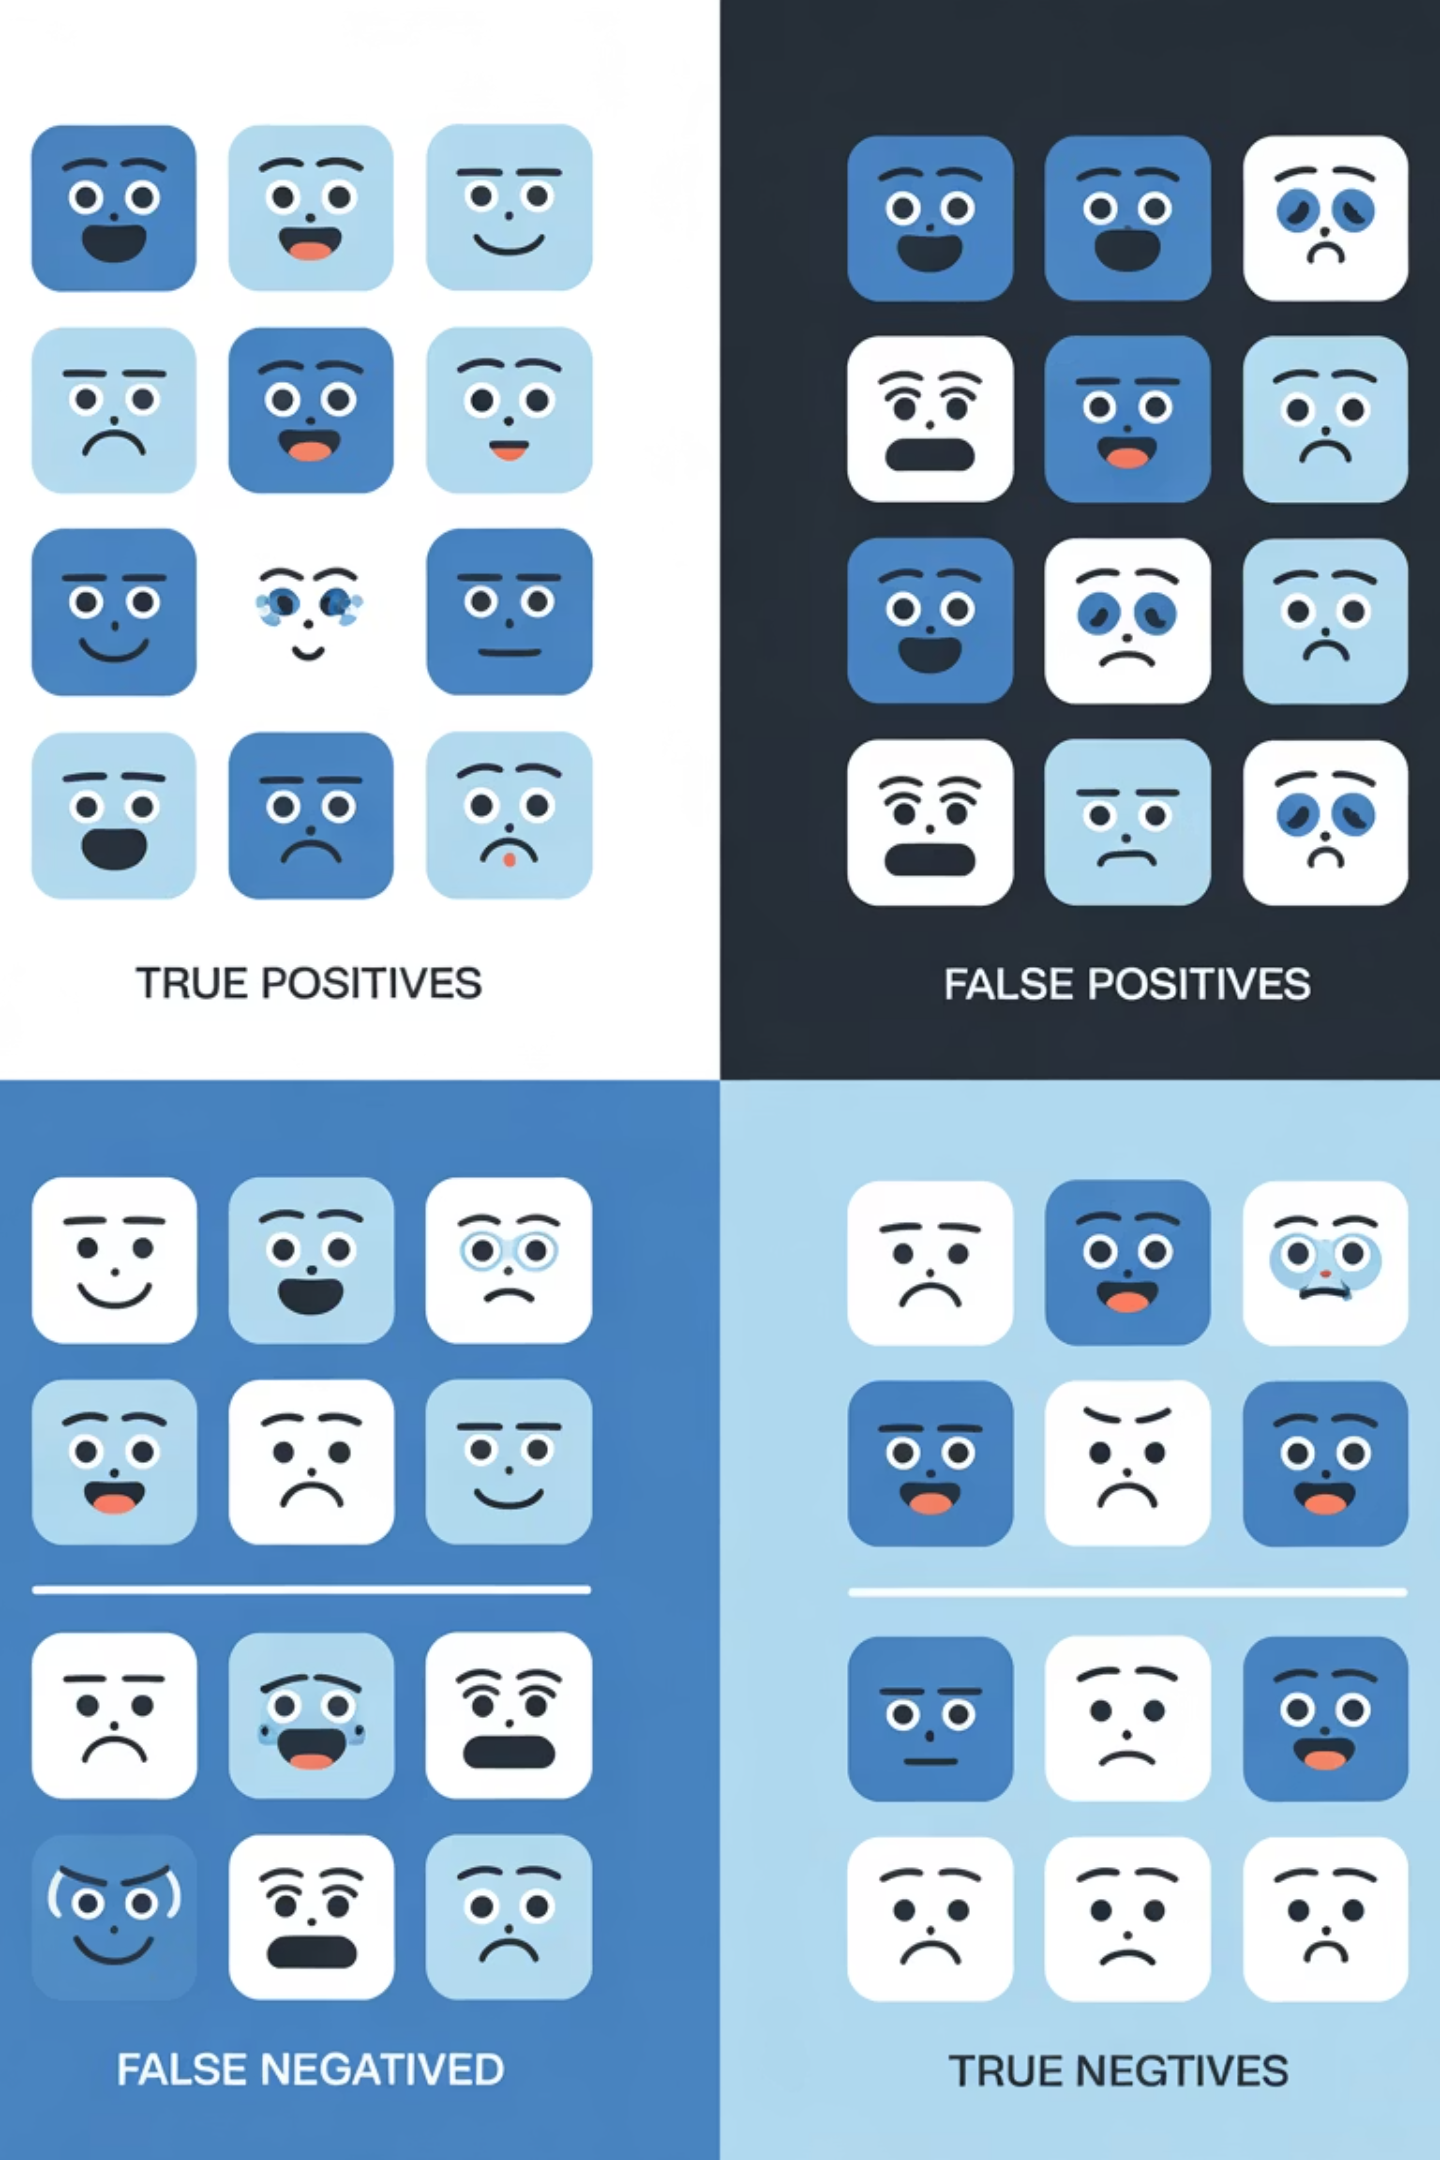 TRUE POSITIVES
FALSE POSITIVES
FALSE NEGATIVED
TRUE NEGTIVES